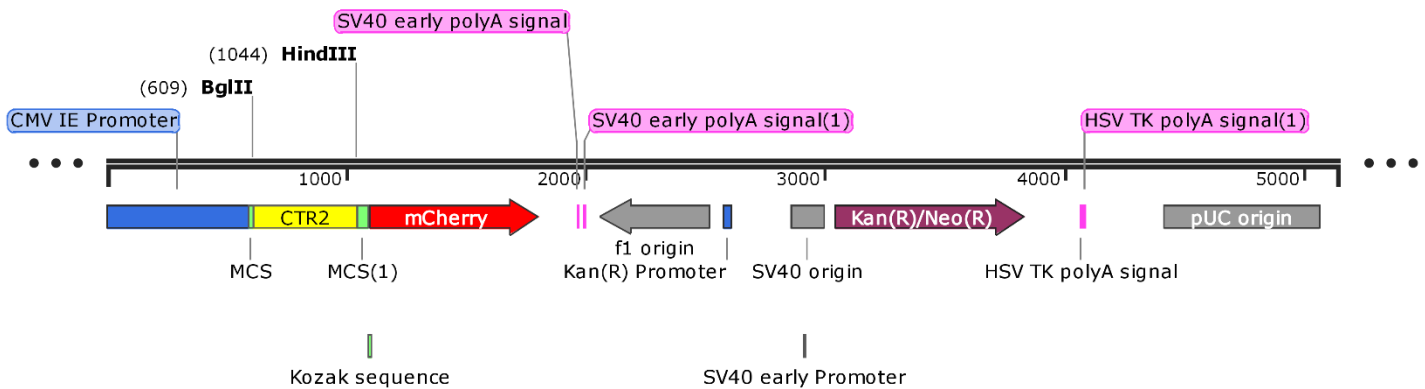 SV40 early polyA signal
(1044) HindIII
(609) BglII
CMV IE Promoter
SV40 early polyA signal(1)
HSV TK polyA signal(1)
1000
2000
3000
4000
5000
CTR2
mCherry
Kan(R)/Neo(R)
pUC origin
f1 origin
MCS
MCS(1)
Kan(R) Promoter
SV40 origin
HSV TK polyA signal
Kozak sequence
SV40 early Promoter